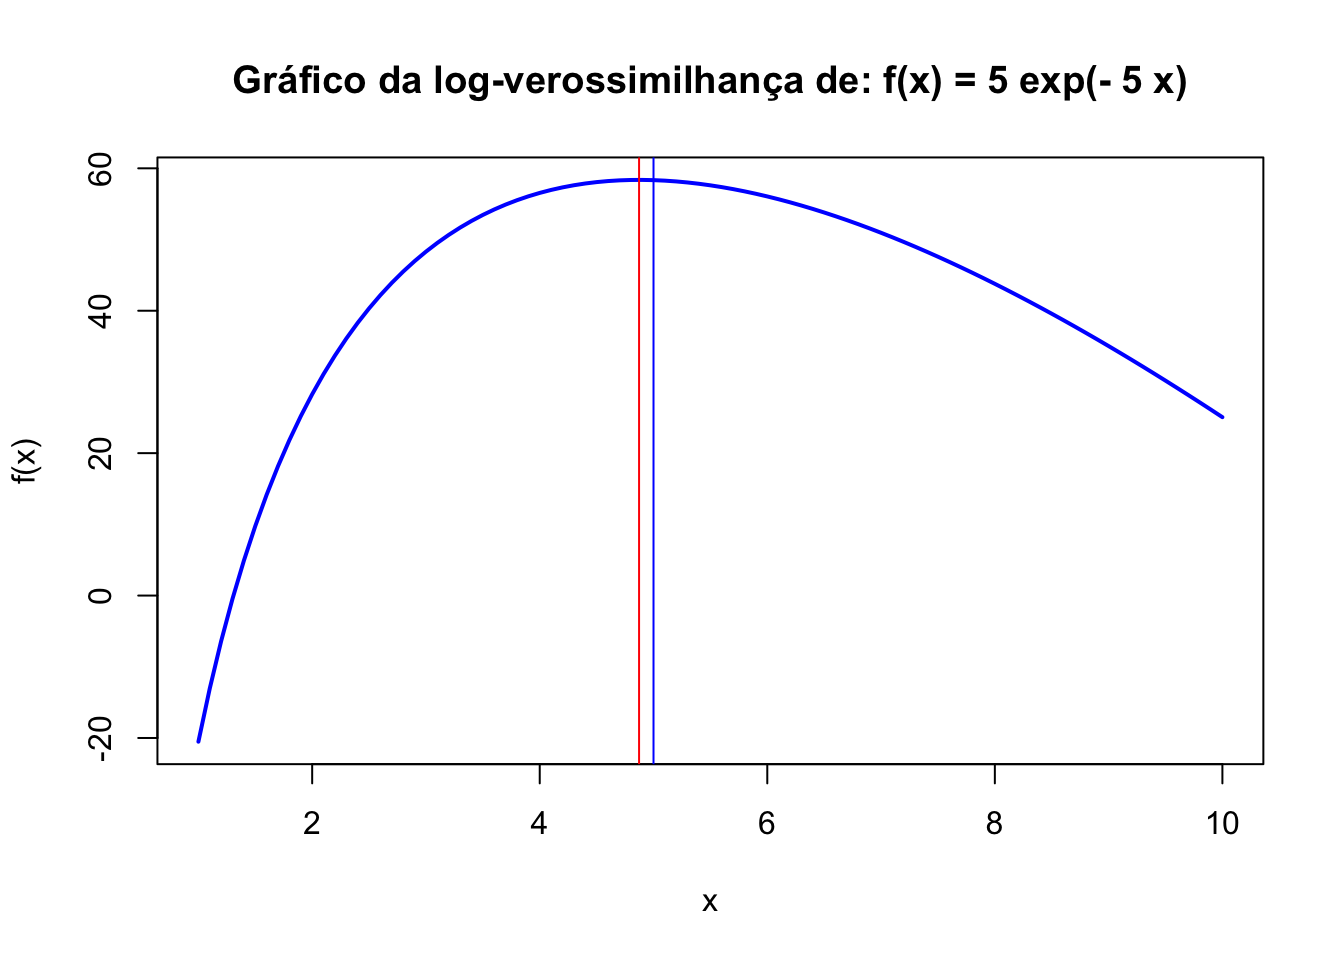 Gráfico da log-verossimilhança de: f(x) = 5 exp(- 5 x)
60
40
20
0
-20
f(x)
2 4 6 8 10
x